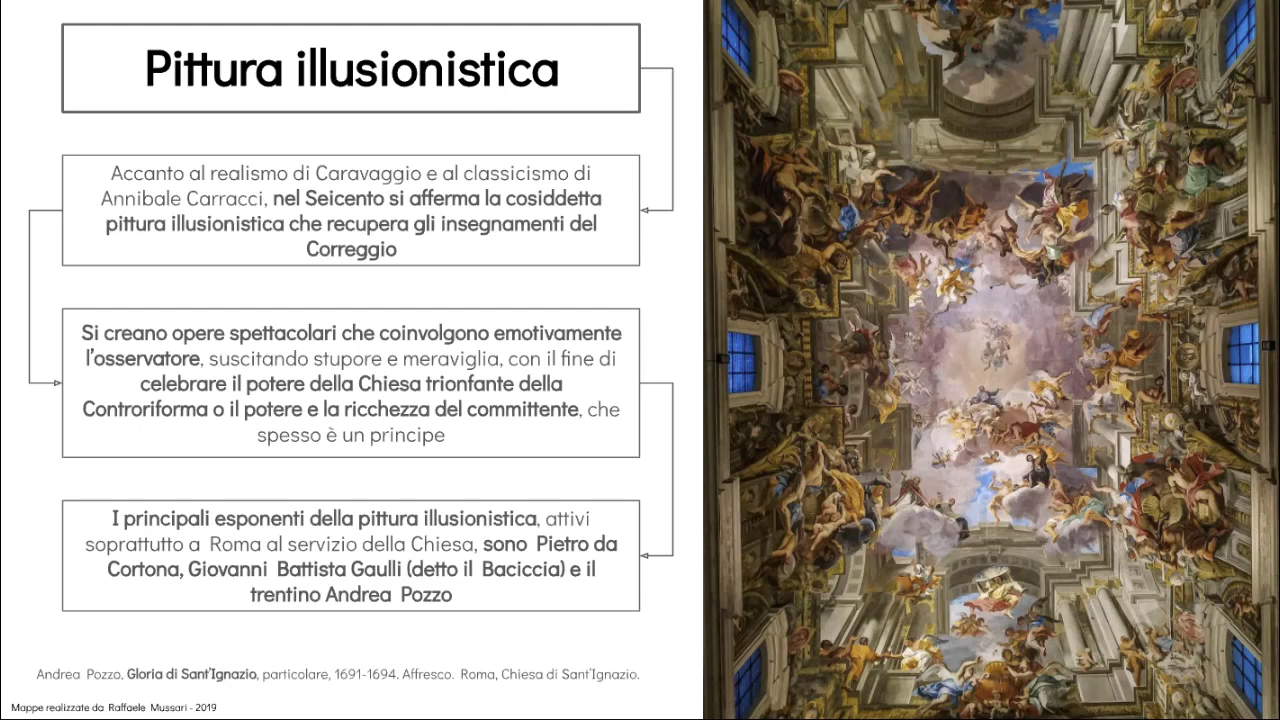 Pittura illusionistica
Accanto al realismo di Caravaggio e al classicismo di
Annibale Carracci, nel Seicento si afferma la cosiddetta
pittura illusionistica che recupera gli insegnamenti del
Correggio
Si creano opere spettacolari che coinvolgono emotivamente
l'osservatore, suscitando stupore e meraviglia, con il fine di
celebrare il potere della Chiesa trionfante della
Controriforma o il potere e la ricchezza del committente, che
spesso è un principe
I principali esponenti della pittura illusionistica, attivi
soprattutto a Roma al servizio della Chiesa, sono Pietro da
Cortona, Giovanni Battista Gaulli (detto il Baciccia) e il
trentino Andrea Pozzo
Andrea Pozzo, Gloria di Sant'Ignazio, particolare, 1691-1694. Affresco. Roma, Chiesa di Sant'Ignazio.
Mappe realizzate da Raffaele Mussari - 2019